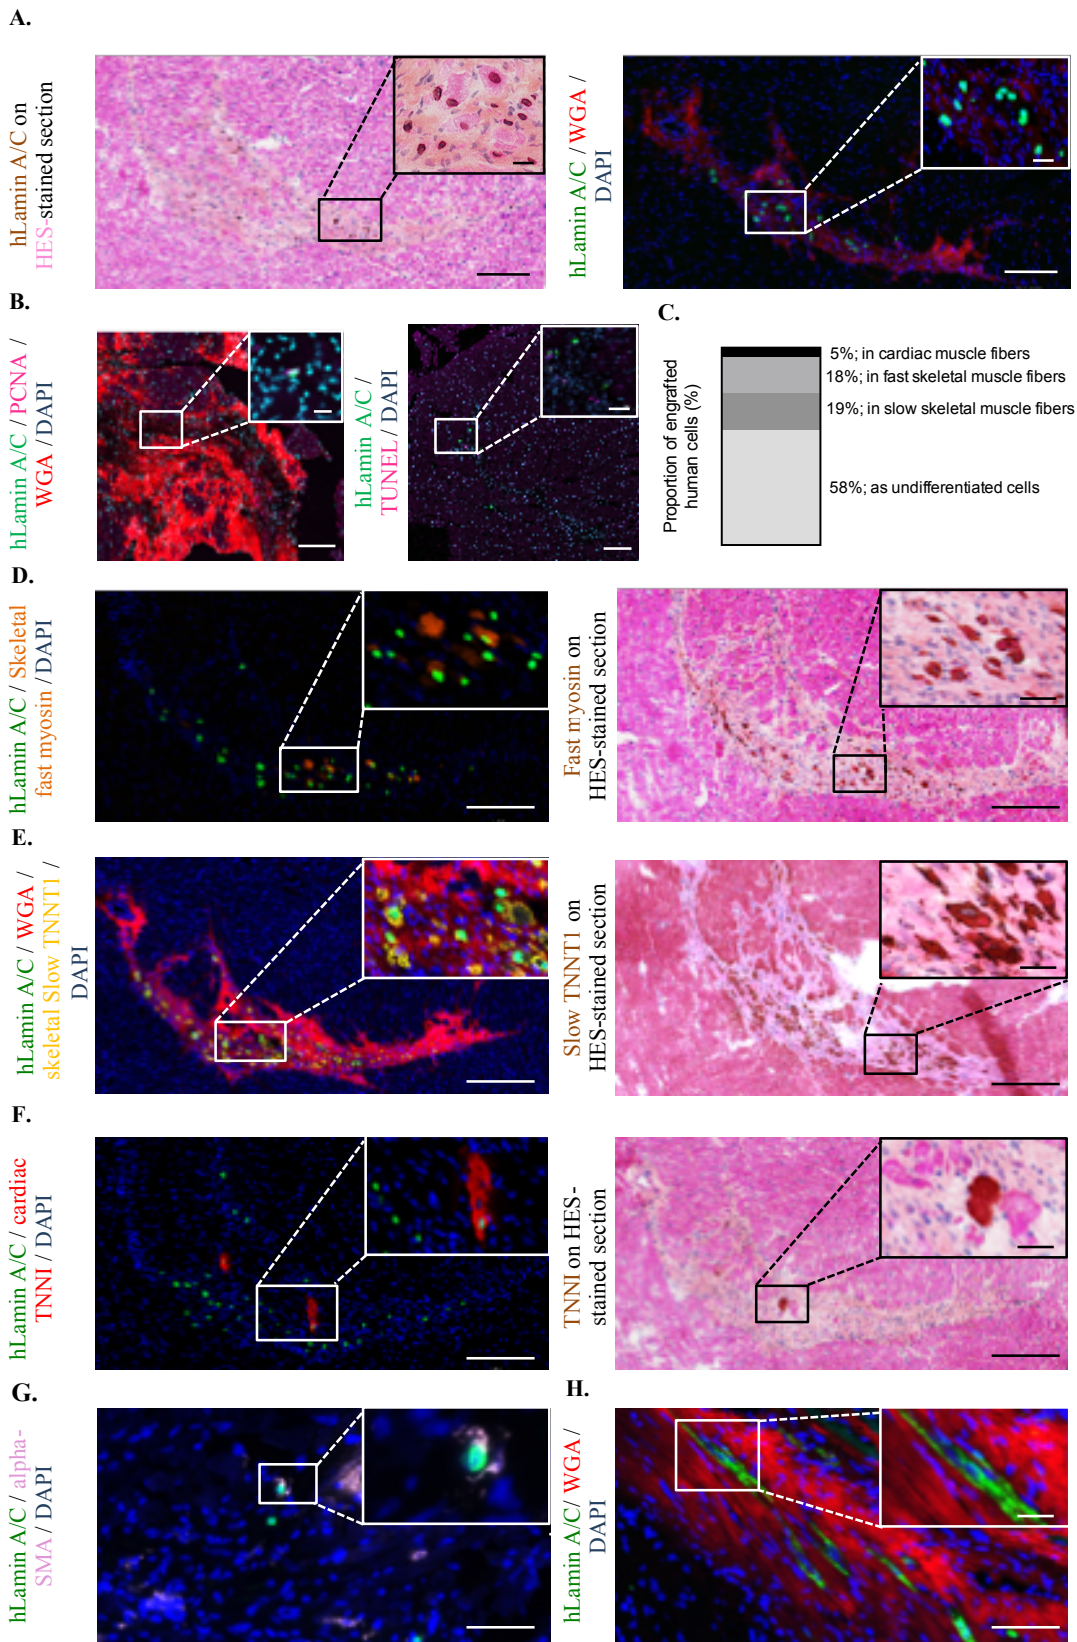 A.
hLamin A/C on
HES-stained section
hLamin A/C / WGA /
DAPI
B.
hLamin A/C / PCNA /
WGA / DAPI
hLamin A/C /
TUNEL / DAPI
C.
Proportion of engrafted
human cells (%)
5%; in cardiac muscle fibers
18%; in fast skeletal muscle fibers
19%; in slow skeletal muscle fibers
58%; as undifferentiated cells
D.
hLamin A/C / Skeletal
fast myosin / DAPI
Fast myosin on
HES-stained section
E.
hLamin A/C / WGA /
skeletal Slow TNNT1 /
DAPI
Slow TNNT1 on
HES-stained section
F.
hLamin A/C / cardiac
TNNI / DAPI
TNNI on HES-
stained section
G.
hLamin A/C / alpha-
SMA / DAPI
H.
hLamin A/C/ WGA /
DAPI